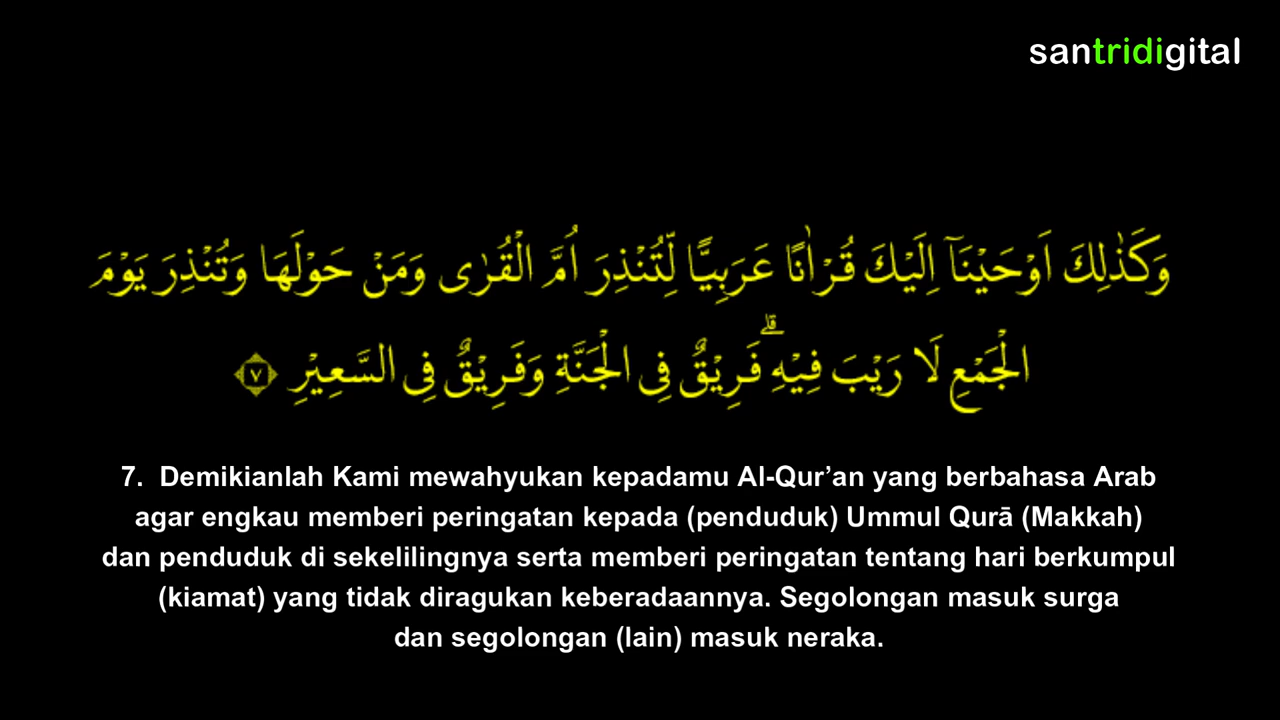 santridigital
وَكَذٰلِكَ اَوْحَيْنَآ اِلَيْكَ قُرْاٰنًا عَرَبِيًّا لِّتُنْذِرَ اُمَّ الْقُرٰى وَمَنْ حَوْلَهَا وَتُنْذِرَ يَوْمَ
الْجَمْعِ لَا رَيْبَ فِيْهِ ۗفَرِيْقٌ فِى الْجَنَّةِ وَفَرِيْقٌ فِى السَّعِيْرِ ٧
7. Demikianlah Kami mewahyukan kepadamu Al-Qur’an yang berbahasa Arab
agar engkau memberi peringatan kepada (penduduk) Ummul Qurā (Makkah)
dan penduduk di sekelilingnya serta memberi peringatan tentang hari berkumpul
(kiamat) yang tidak diragukan keberadaannya. Segolongan masuk surga
dan segolongan (lain) masuk neraka.